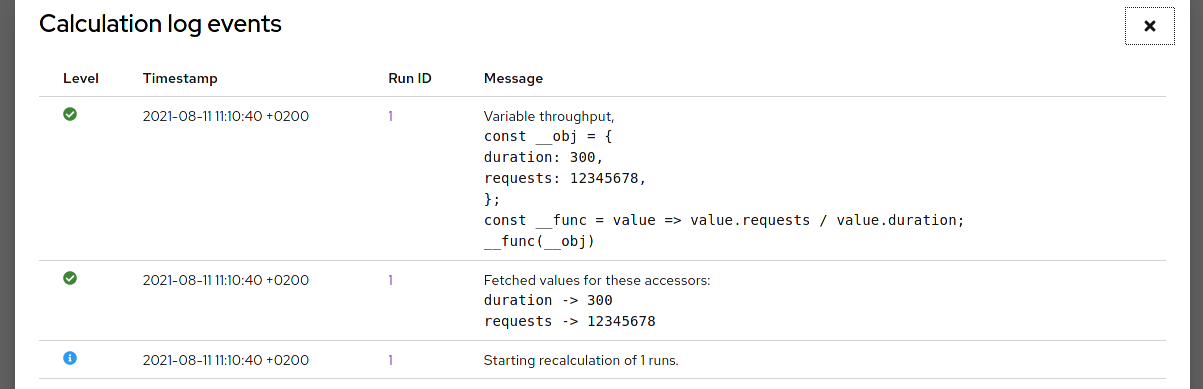 Calculation log events
Level Timestamp Run ID Message
2021-08-11 11:10:40 +0200 1 Variable throughput,
const __obj = {
duration: 300,
requests: 12345678,
};
const __func = value => value.requests / value.duration;
__func(__obj)
2021-08-11 11:10:40 +0200 1 Fetched values for these accessors:
duration -> 300
requests -> 12345678
2021-08-11 11:10:40 +0200 1 Starting recalculation of 1 runs.